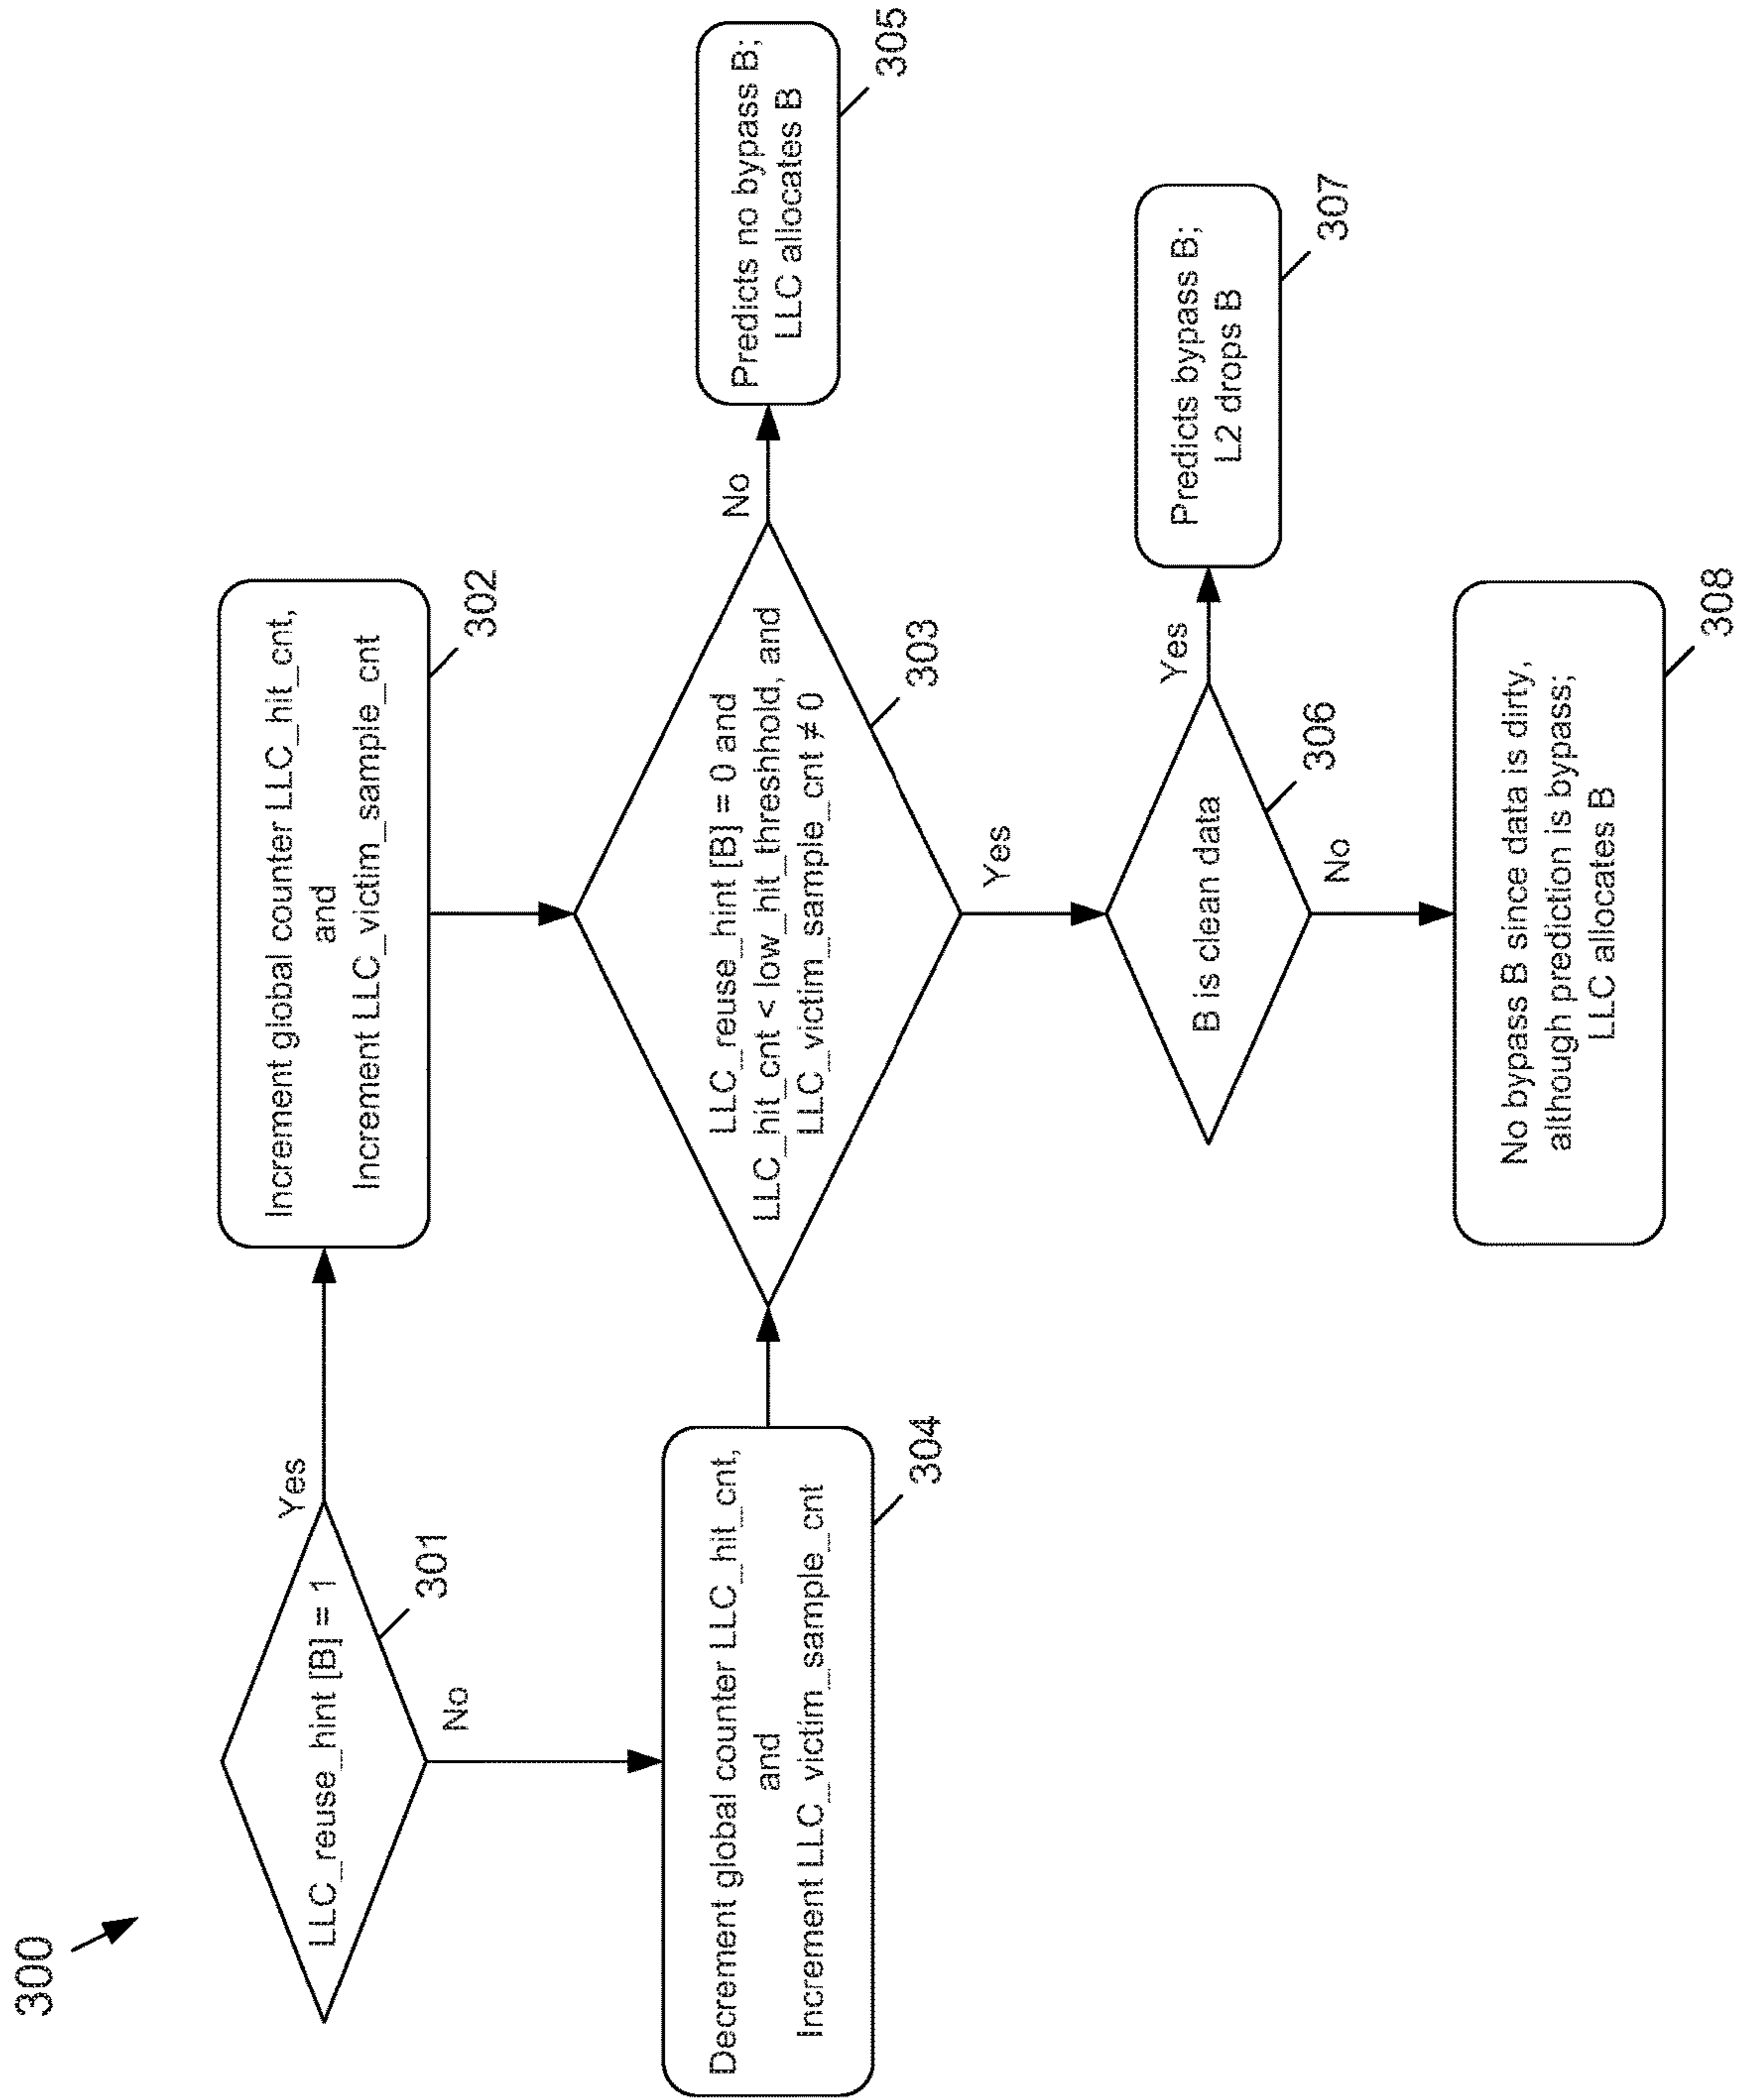 300
LLC_reuse_hint [B] = 1
301
Yes
No
Increment global counter LLC_hit_cnt,
and
Increment LLC_victim_sample_cnt
302
Decrement global counter LLC_hit_cnt,
and
Increment LLC_victim_sample_cnt
304
LLC_reuse_hint [B] = 0 and
LLC_hit_cnt < low_hit_threshhold, and
LLC_victim_sample_cnt ≠ 0
303
No
Yes
Predicts no bypass B;
LLC allocates B
305
B is clean data
306
Yes
No
Predicts bypass B;
L2 drops B
307
No bypass B since data is dirty,
although prediction is bypass;
LLC allocates B
308